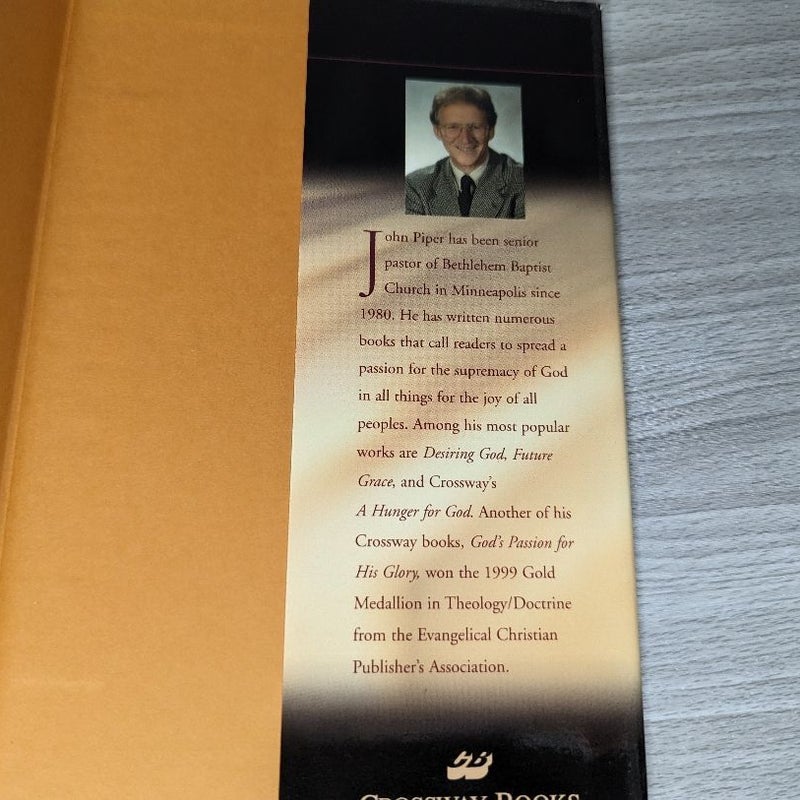 John Piper has been senior
pastor of Bethlehem Baptist
Church in Minneapolis since
1980. He has written numerous
books that call readers to spread a
passion for the supremacy of God
in all things for the joy of all
peoples. Among his most popular
works are Desiring God, Future
Grace, and Crossway's
A Hunger for God. Another of his
Crossway books, God's Passion for
His Glory, won the 1999 Gold
Medallion in Theology/Doctrine
from the Evangelical Christian
Publisher's Association.
CB
CROSSWAY BOOKS